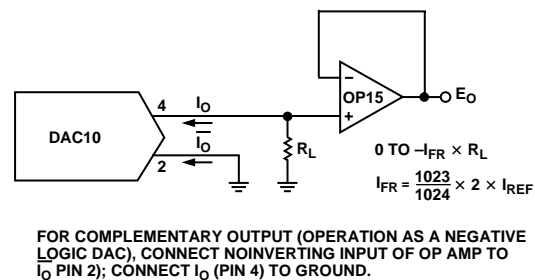 4
I̅O̅
IO
DAC10
2
IO
RL
–
OP15
+
EO
0 TO –IFR × RL
IFR = 1023/1024 × 2 × IREF
FOR COMPLEMENTARY OUTPUT (OPERATION AS A NEGATIVE
LOGIC DAC), CONNECT NOINVERTING INPUT OF OP AMP TO
I̅O̅ PIN 2); CONNECT IO (PIN 4) TO GROUND.